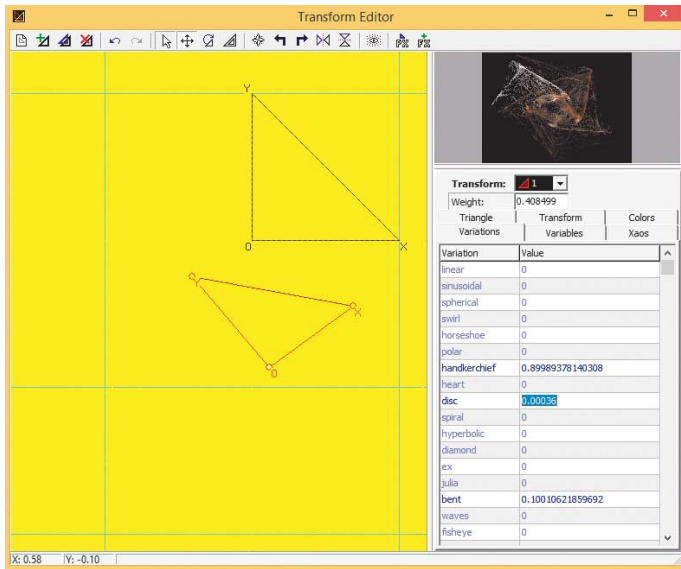 Transform Editor
Y
O
X
Y
X
O
Transform: 1
Weight: 0.408499
Triangle Transform Colors
Variations Variables Xaos
Variation Value
linear 0
sinusoidal 0
spherical 0
swirl 0
horseshoe 0
polar 0
handkerchief 0.89989378140308
heart 0
disc 0.00036
spiral 0
hyperbolic 0
diamond 0
ex 0
julia 0
bent 0.10010621859692
waves 0
fisheye 0
X: 0.58 Y: -0.10